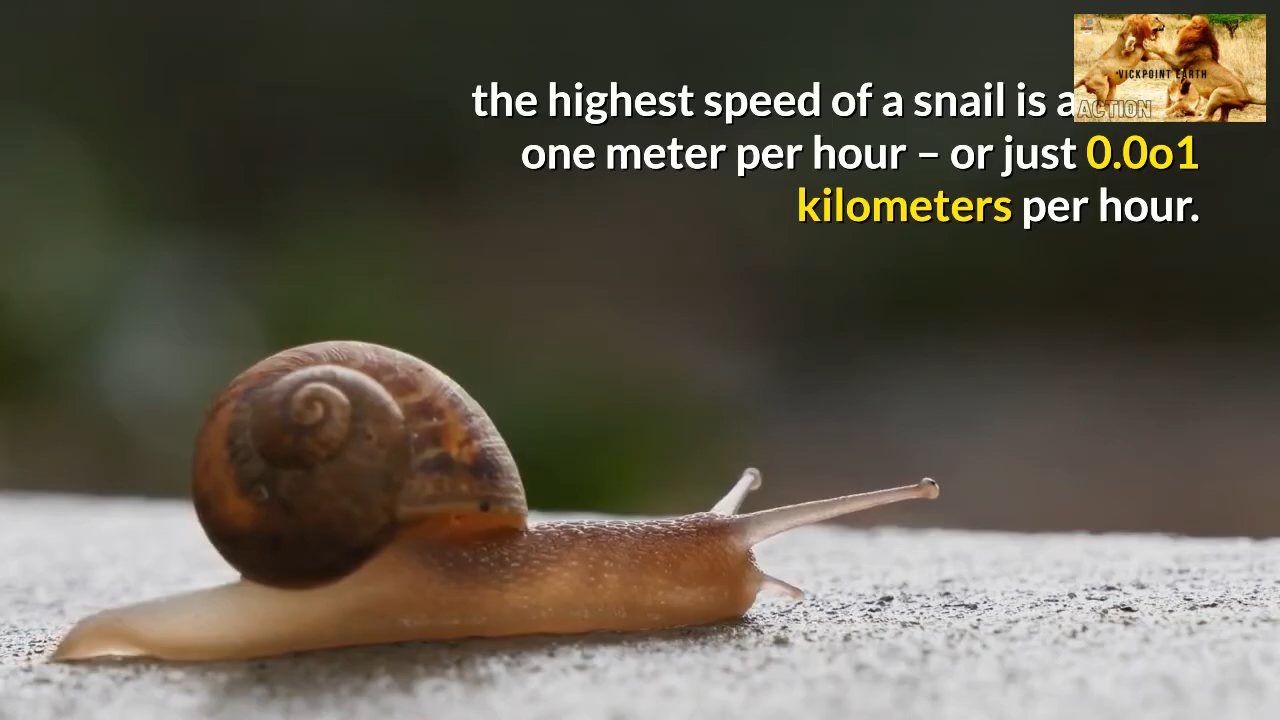 the highest speed of a snail is
one meter per hour – or just 0.0o1
kilometers per hour.
VICKPOINT EARTH
ACTION